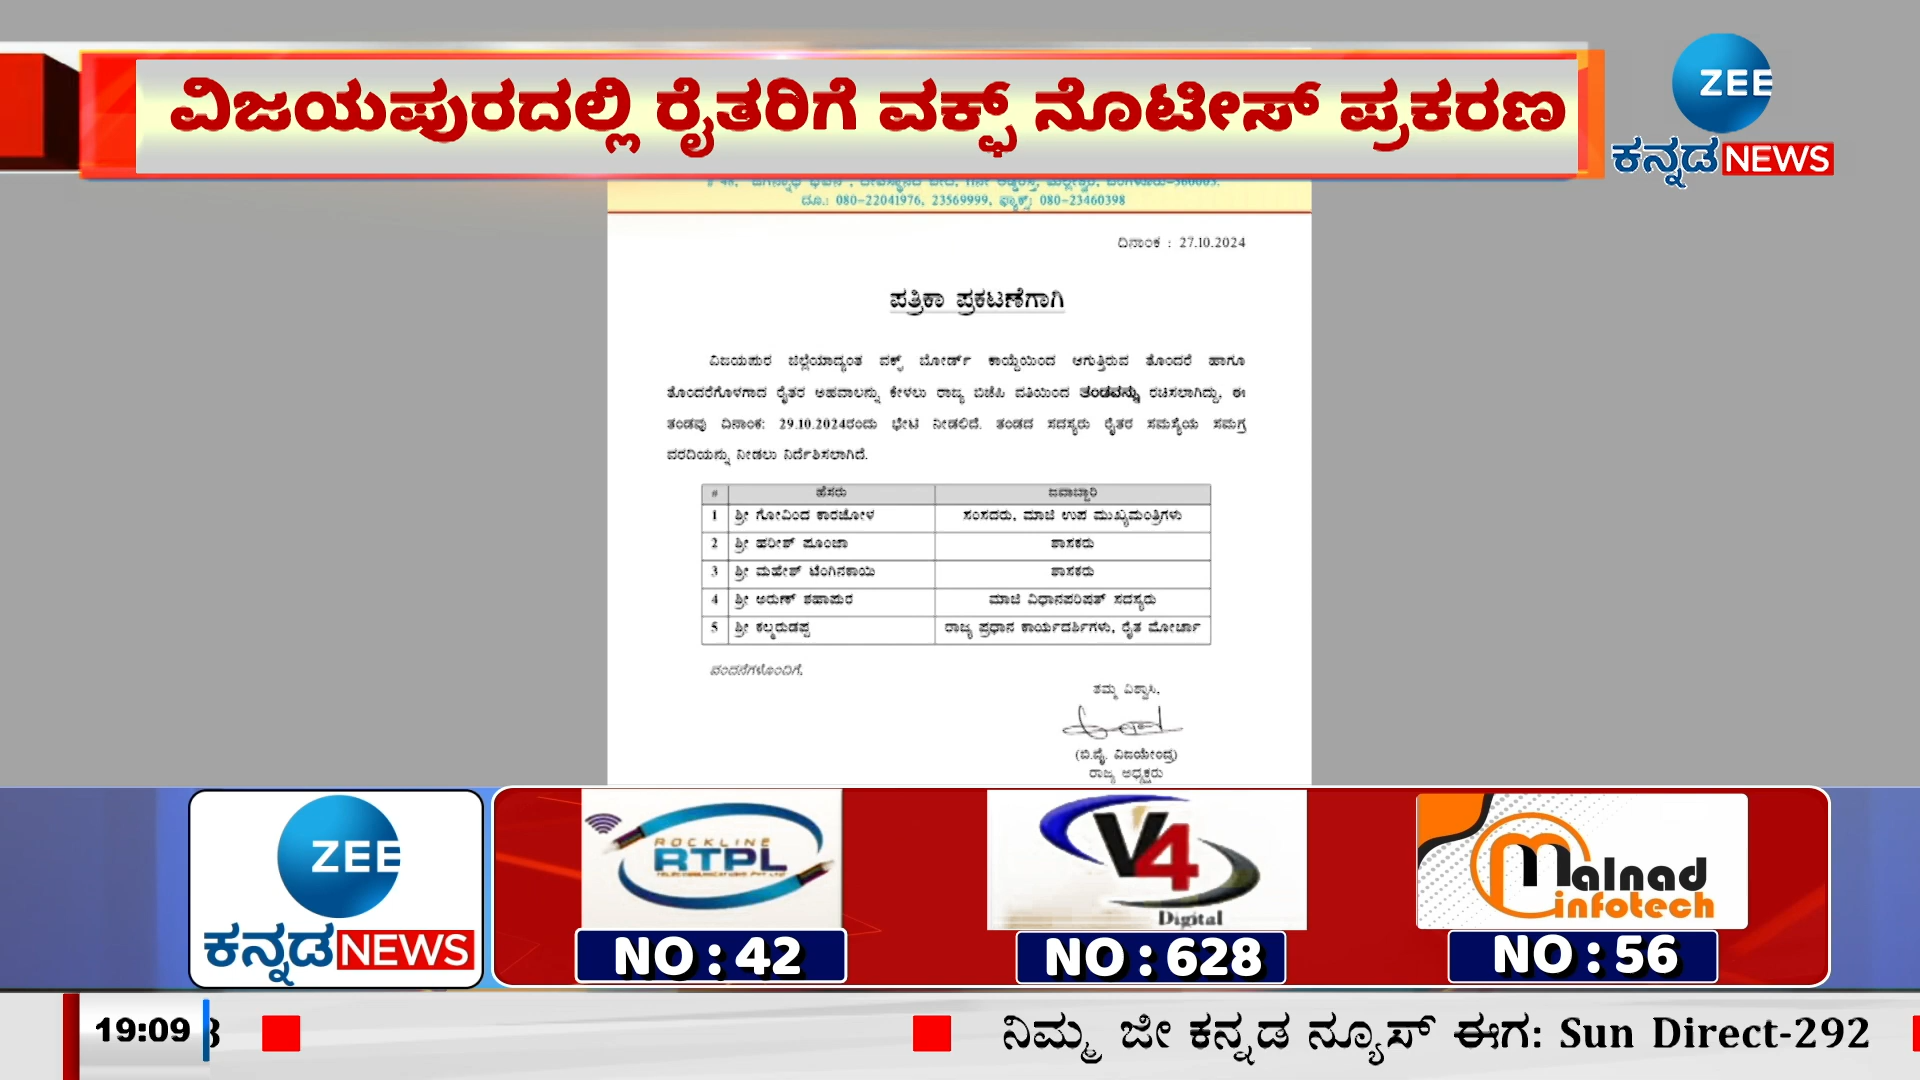 ವಿಜಯಪುರದಲ್ಲಿ ರೈತರಿಗೆ ವಕ್ಫ್ ನೊಟೀಸ್ ಪ್ರಕರಣ
ZEE
ಕನ್ನಡ NEWS
ದೂ.: 080-22041976, 23569999, ಫ್ಯಾಕ್ಸ್: 080-23460398
ದಿನಾಂಕ : 27.10.2024
ಪತ್ರಿಕಾ ಪ್ರಕಟಣೆಗಾಗಿ
ವಿಜಯಪುರ ಜಿಲ್ಲೆಯಾದ್ಯಂತ ವಕ್ಫ್ ಬೋರ್ಡ್ ಕಾಯ್ದೆಯಿಂದ ಆಗುತ್ತಿರುವ ತೊಂದರೆ ಹಾಗೂ
ತೊಂದರೆಗೊಳಗಾದ ರೈತರ ಅಹವಾಲನ್ನು ಕೇಳಲು ರಾಜ್ಯ ಬಿಜೆಪಿ ವತಿಯಿಂದ ತಂಡವನ್ನು ರಚಿಸಲಾಗಿದ್ದು, ಈ
ತಂಡವು ದಿನಾಂಕ: 29.10.2024ರಂದು ಭೇಟಿ ನೀಡಲಿದೆ. ತಂಡದ ಸದಸ್ಯರು ರೈತರ ಸಮಸ್ಯೆಯ ಸಮಗ್ರ
ವರದಿಯನ್ನು ನೀಡಲು ನಿರ್ದೇಶಿಸಲಾಗಿದೆ.
# ಹೆಸರು ಜವಾಬ್ದಾರಿ
1 ಶ್ರೀ ಗೋವಿಂದ ಕಾರಜೋಳ ಸಂಸದರು, ಮಾಜಿ ಉಪ ಮುಖ್ಯಮಂತ್ರಿಗಳು
2 ಶ್ರೀ ಹರೀಶ್ ಪೂಂಜಾ ಶಾಸಕರು
3 ಶ್ರೀ ಮಹೇಶ್ ಟೆಂಗಿನಕಾಯಿ ಶಾಸಕರು
4 ಶ್ರೀ ಅರುಣ್ ಶಹಾಪುರ ಮಾಜಿ ವಿಧಾನಪರಿಷತ್ ಸದಸ್ಯರು
5 ಶ್ರೀ ಕಲ್ಮರುಡಪ್ಪ ರಾಜ್ಯ ಪ್ರಧಾನ ಕಾರ್ಯದರ್ಶಿಗಳು, ರೈತ ಮೋರ್ಚಾ
ವಂದನೆಗಳೊಂದಿಗೆ,
ತಮ್ಮ ವಿಶ್ವಾಸಿ,
(ಬಿ.ವೈ. ವಿಜಯೇಂದ್ರ)
ರಾಜ್ಯ ಅಧ್ಯಕ್ಷರು
ZEE
ಕನ್ನಡ NEWS
ROCKLINE
RTPL
NO : 42
V4
Digital
NO : 628
Malnad
infotech
NO : 56
19:09
ನಿಮ್ಮ ಜೀ ಕನ್ನಡ ನ್ಯೂಸ್ ಈಗ: Sun Direct-292